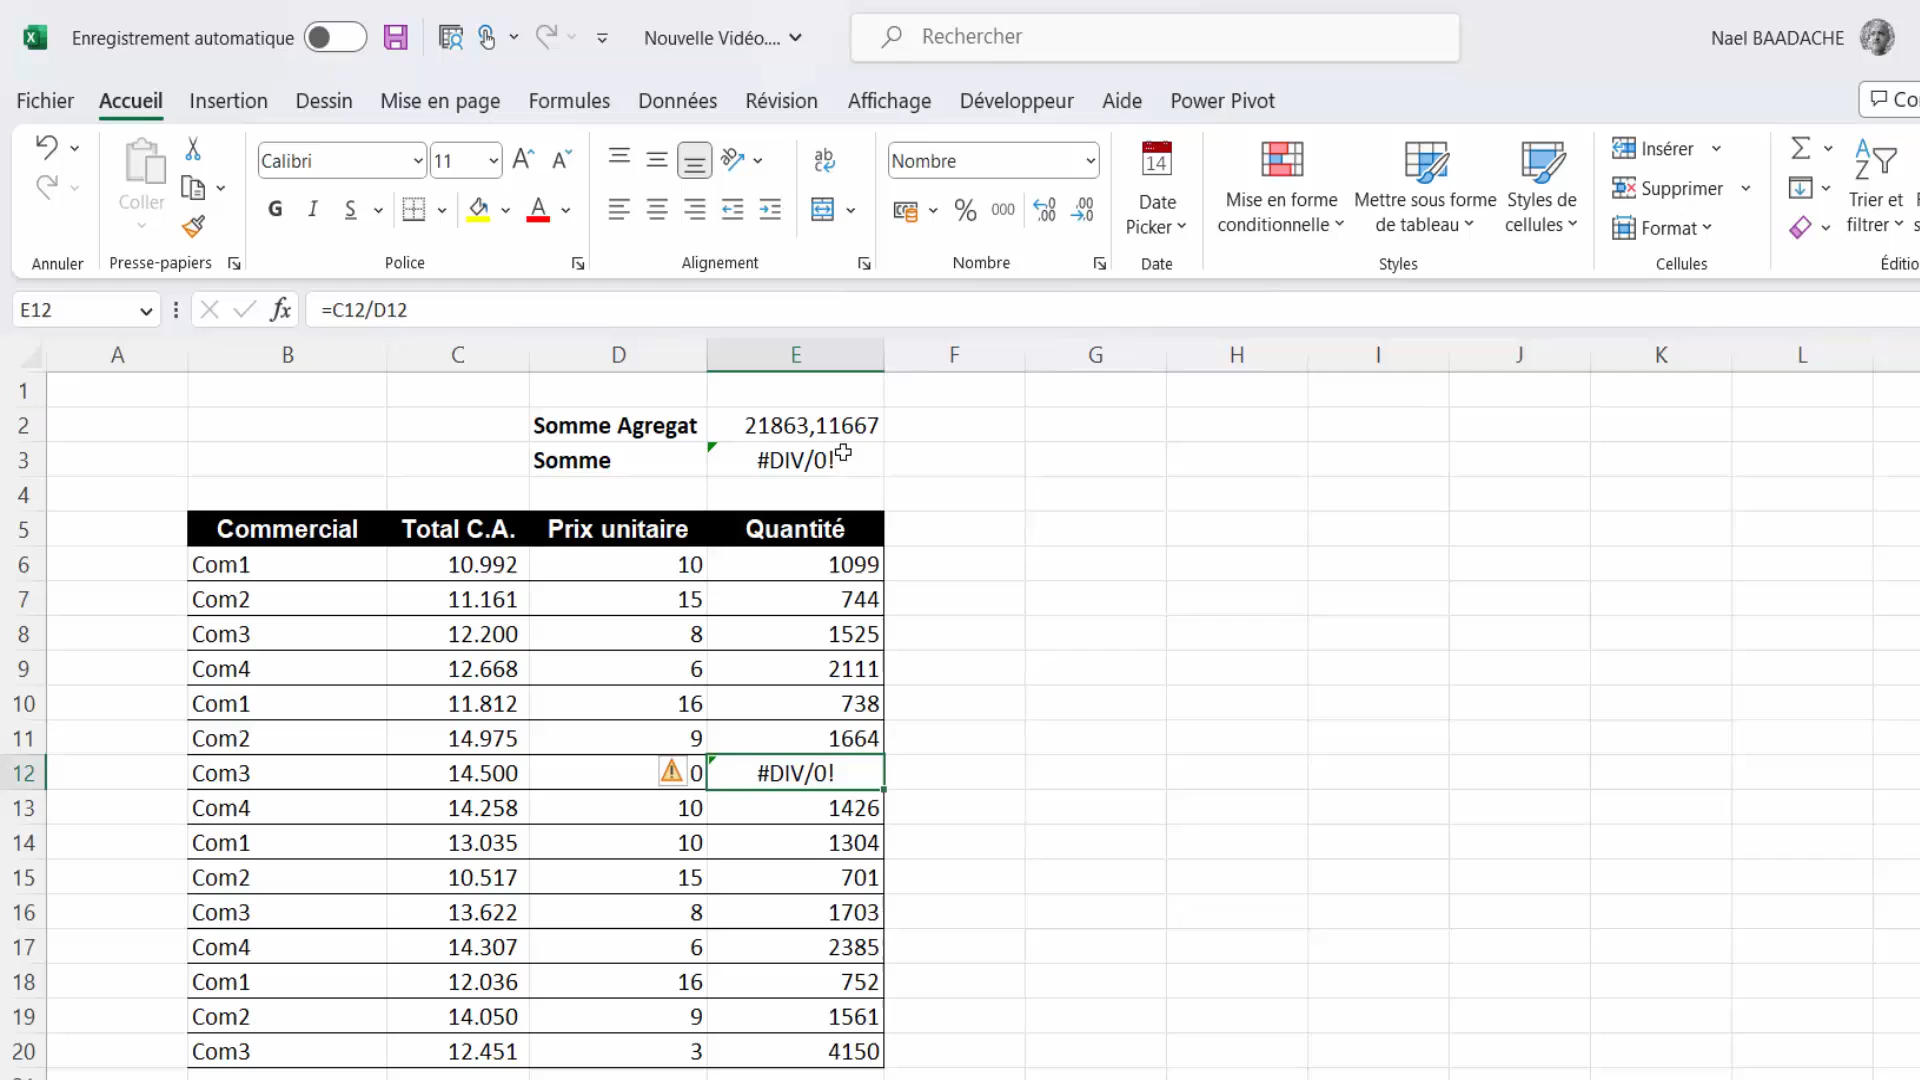 Enregistrement automatique Nouvelle Vidéo.... Rechercher Nael BAADACHE
Fichier Accueil Insertion Dessin Mise en page Formules Données Révision Affichage Développeur Aide Power Pivot Co
Coller
Calibri 11
G I S
ab
Nombre
% 000
14
Date
Picker
Mise en forme
conditionnelle
Mettre sous forme
de tableau
Styles de
cellules
Insérer
Supprimer
Format
Trier et
filtrer
Annuler Presse-papiers Police Alignement Nombre Date Styles Cellules Éditio
E12 fx =C12/D12
A B C D E F G H I J K L
1
2 Somme Agregat 21863,11667
3 Somme #DIV/0!
4
5 Commercial Total C.A. Prix unitaire Quantité
6 Com1 10.992 10 1099
7 Com2 11.161 15 744
8 Com3 12.200 8 1525
9 Com4 12.668 6 2111
10 Com1 11.812 16 738
11 Com2 14.975 9 1664
12 Com3 14.500 0 #DIV/0!
13 Com4 14.258 10 1426
14 Com1 13.035 10 1304
15 Com2 10.517 15 701
16 Com3 13.622 8 1703
17 Com4 14.307 6 2385
18 Com1 12.036 16 752
19 Com2 14.050 9 1561
20 Com3 12.451 3 4150